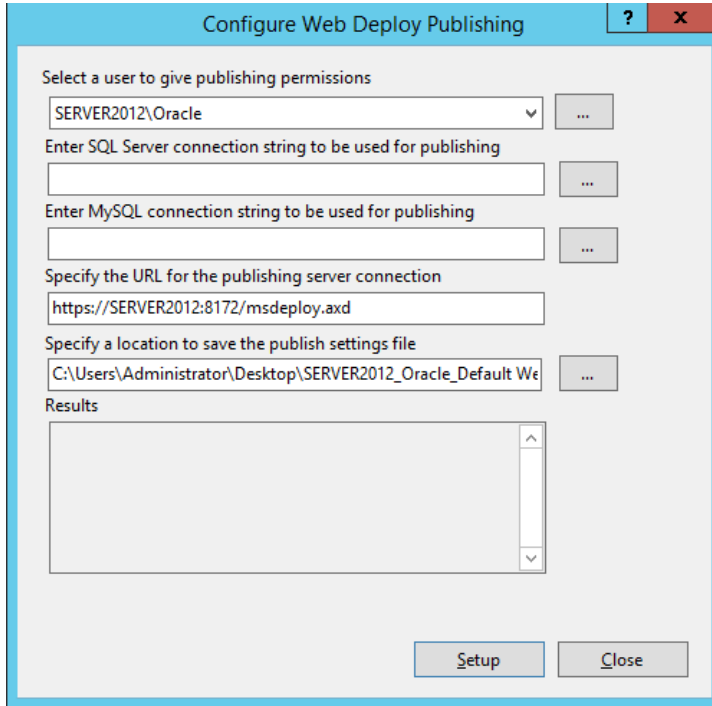 Configure Web Deploy Publishing
?
x
Select a user to give publishing permissions
SERVER2012\Oracle
...
Enter SQL Server connection string to be used for publishing
...
Enter MySQL connection string to be used for publishing
...
Specify the URL for the publishing server connection
https://SERVER2012:8172/msdeploy.axd
Specify a location to save the publish settings file
C:\Users\Administrator\Desktop\SERVER2012_Oracle_Default We
...
Results
Setup
Close